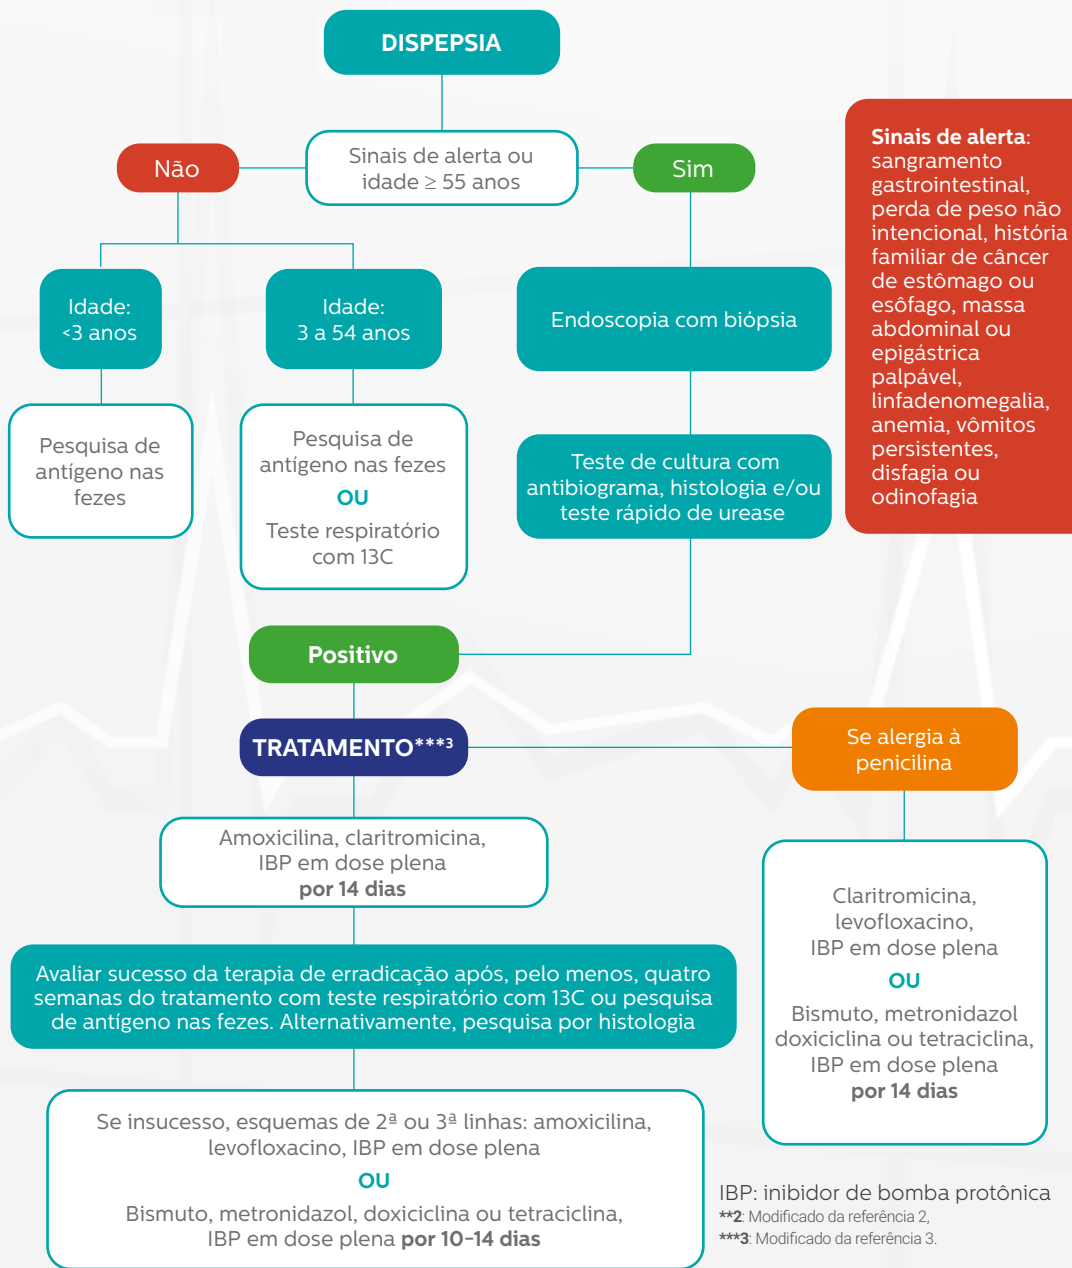 DISPEPSIA
Sinais de alerta ou
idade ≥ 55 anos
Não
Sim
Sinais de alerta:
sangramento
gastrointestinal,
perda de peso não
intencional, história
familiar de câncer
de estômago ou
esôfago, massa
abdominal ou
epigástrica
palpável,
linfadenomegalia,
anemia, vômitos
persistentes,
disfagia ou
odinofagia
Idade:
<3 anos
Idade:
3 a 54 anos
Endoscopia com biópsia
Pesquisa de
antígeno nas
fezes
Pesquisa de
antígeno nas fezes
OU
Teste respiratório
com 13C
Teste de cultura com
antibiograma, histologia e/ou
teste rápido de urease
Positivo
TRATAMENTO***³
Se alergia à
penicilina
Amoxicilina, claritromicina,
IBP em dose plena
por 14 dias
Claritromicina,
levofloxacino,
IBP em dose plena
OU
Bismuto, metronidazol
doxiciclina ou tetraciclina,
IBP em dose plena
por 14 dias
Avaliar sucesso da terapia de erradicação após, pelo menos, quatro
semanas do tratamento com teste respiratório com 13C ou pesquisa
de antígeno nas fezes. Alternativamente, pesquisa por histologia
Se insucesso, esquemas de 2ª ou 3ª linhas: amoxicilina,
levofloxacino, IBP em dose plena
OU
Bismuto, metronidazol, doxiciclina ou tetraciclina,
IBP em dose plena por 10-14 dias
IBP: inibidor de bomba protônica
**2: Modificado da referência 2,
***3: Modificado da referência 3.